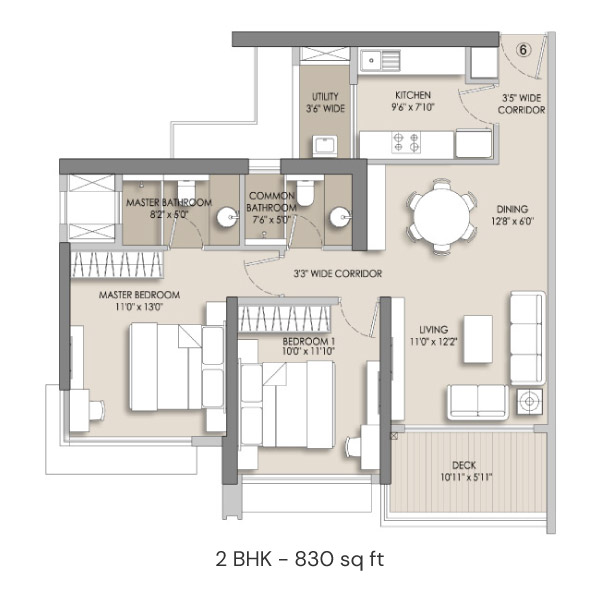 6
KITCHEN
9'6" x 7'10"
UTILITY
3'6" WIDE
3'5" WIDE
CORRIDOR
MASTER BATHROOM
8'2" x 5'0"
COMMON
BATHROOM
7'6" x 5'0"
DINING
12'8" x 6'0"
3'3" WIDE CORRIDOR
MASTER BEDROOM
11'0" x 13'0"
BEDROOM 1
10'0" x 11'10"
LIVING
11'0" x 12'2"
DECK
10'11" x 5'11"
2 BHK - 830 sq ft